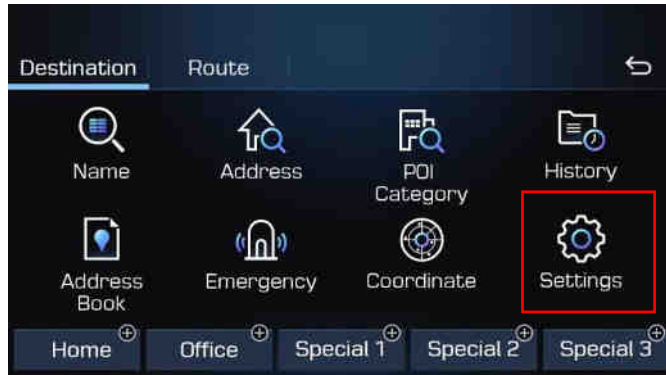 Destination
Route
Name
Address
POI
Category
History
Address
Book
Emergency
Coordinate
Settings
Home
Office
Special 1
Special 2
Special 3